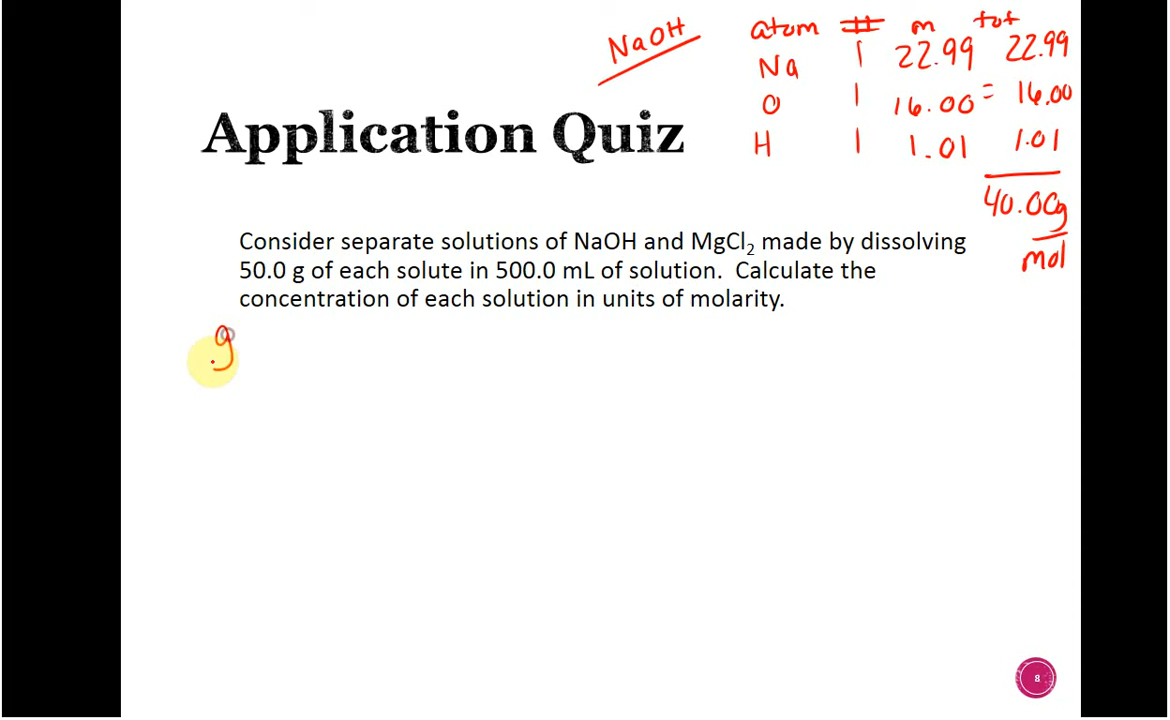 NaOH
atom # m tot
Na 1 22.99 22.99
O 1 16.00 = 16.00
H 1 1.01 1.01
40.00g
mol
Application Quiz
Consider separate solutions of NaOH and MgCl₂ made by dissolving
50.0 g of each solute in 500.0 mL of solution. Calculate the
concentration of each solution in units of molarity.
g
8